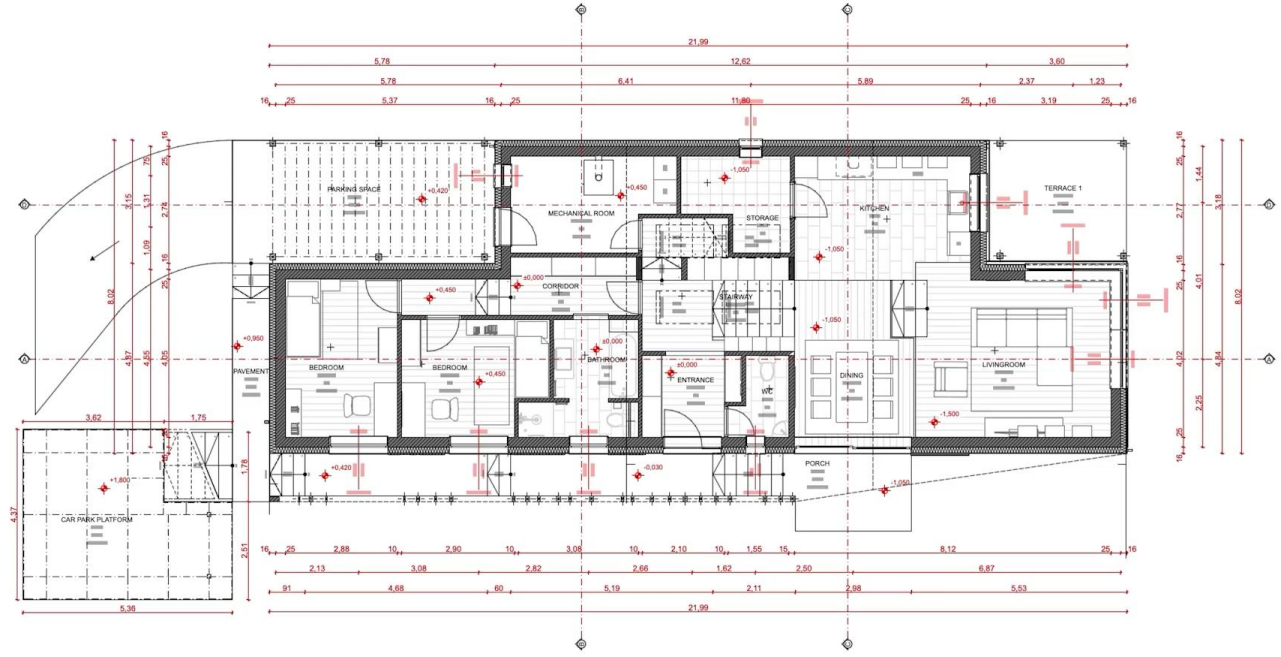 21,99
5,78 12,62 3,60
5,78 6,41 5,89 2,37 1,23
16 25 5,37 16 25 11,80 25 16 3,19 25 16
PARKING SPACE
+0,420
MECHANICAL ROOM
+0,450
-1,050
STORAGE
KITCHEN
-1,050
TERRACE 1
±0,000
CORRIDOR
+0,450
STAIRWAY
-1,050
+0,950
PAVEMENT
BEDROOM
BEDROOM
+0,450
±0,000
BATHROOM
±0,000
ENTRANCE
WC
DINING
LIVINGROOM
-1,500
+0,420
-0,030
PORCH
-1,050
+1,800
CAR PARK PLATFORM
3,62 1,75
4,37
1,78
2,51
5,36
8,02
3,15
4,87
75
1,31
1,09
4,55
16
25
2,74
25
4,05
16
16
25
2,77
25
4,02
25
16
1,44
4,01
2,25
3,18
4,84
8,02
16 25 2,88 10 2,90 10 3,08 10 2,10 10 1,55 15 8,12 25 16
2,13 3,08 2,82 2,66 1,62 2,50 6,87
91 4,68 60 5,19 2,11 2,98 5,53
21,99